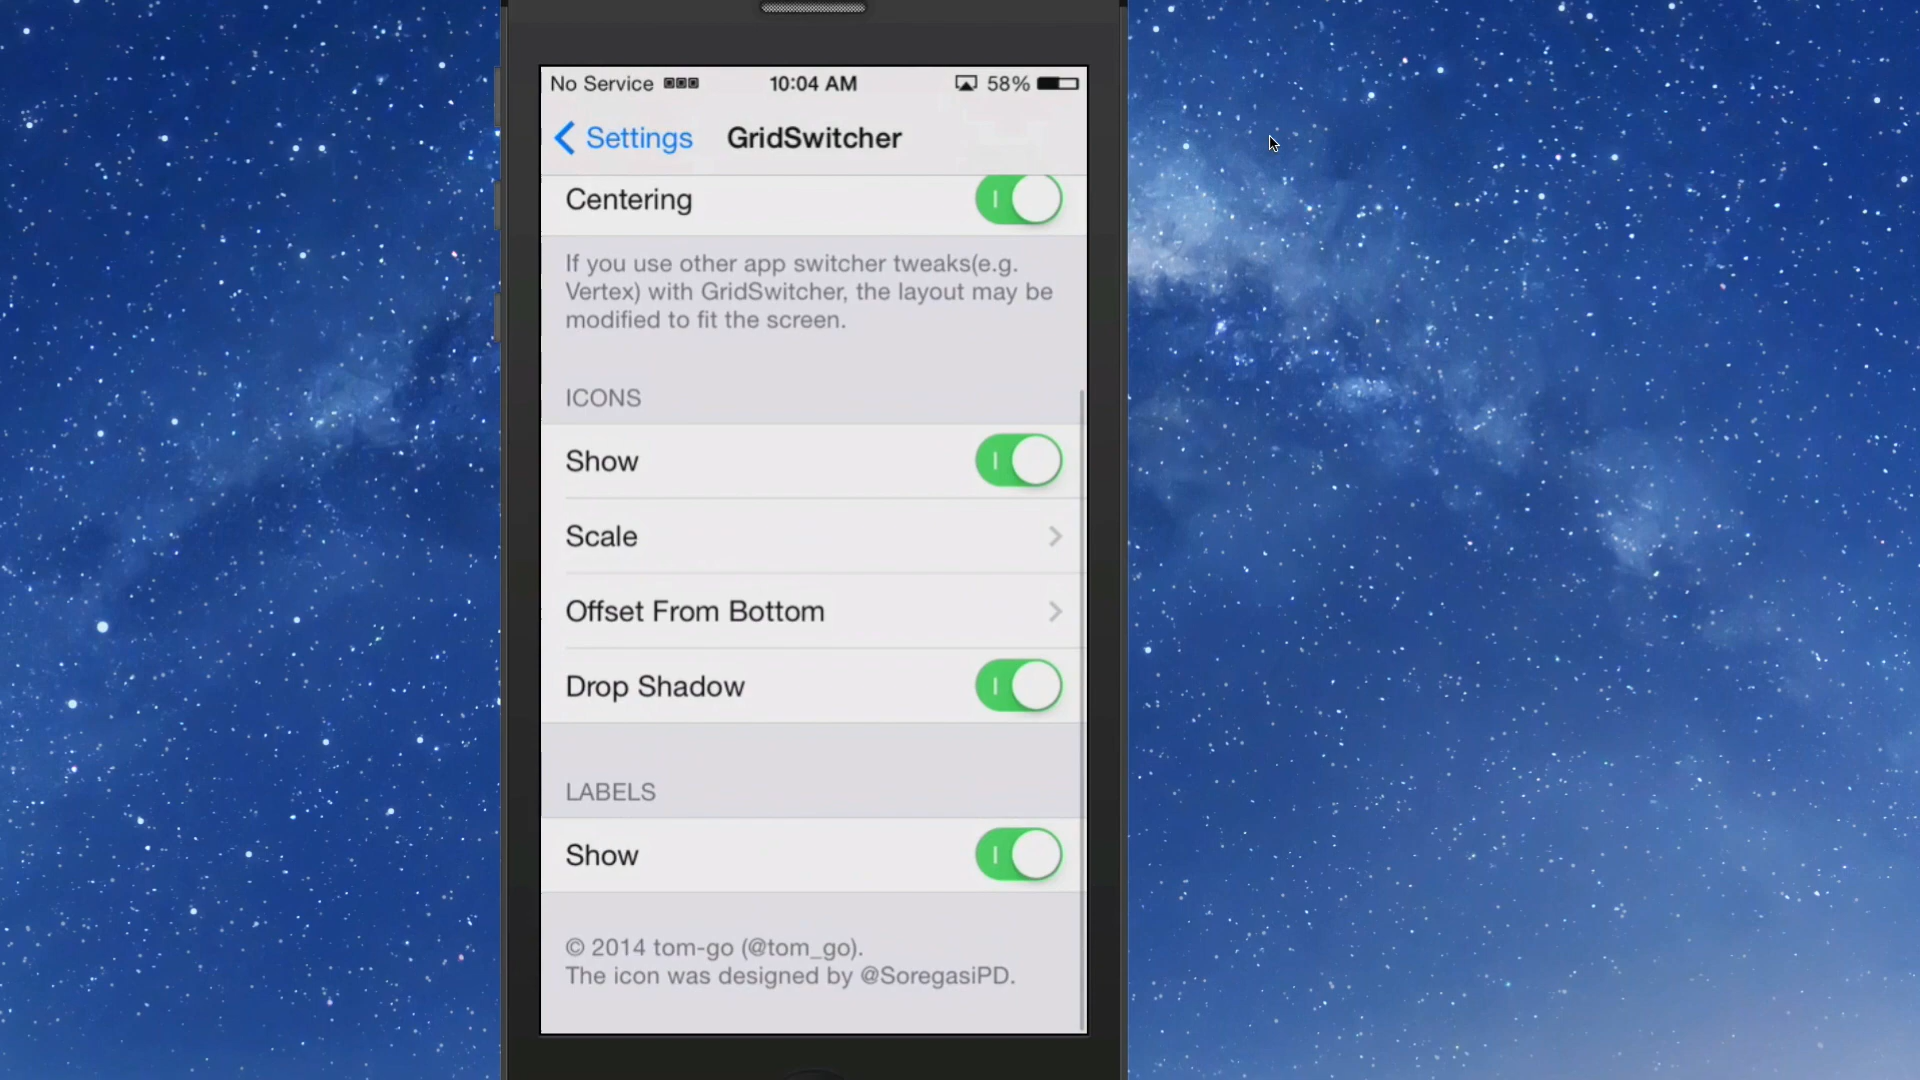 No Service 10:04 AM 58%
Settings GridSwitcher
Centering
If you use other app switcher tweaks(e.g.
Vertex) with GridSwitcher, the layout may be
modified to fit the screen.
ICONS
Show
Scale
Offset From Bottom
Drop Shadow
LABELS
Show
© 2014 tom-go (@tom_go).
The icon was designed by @SoregasiPD.